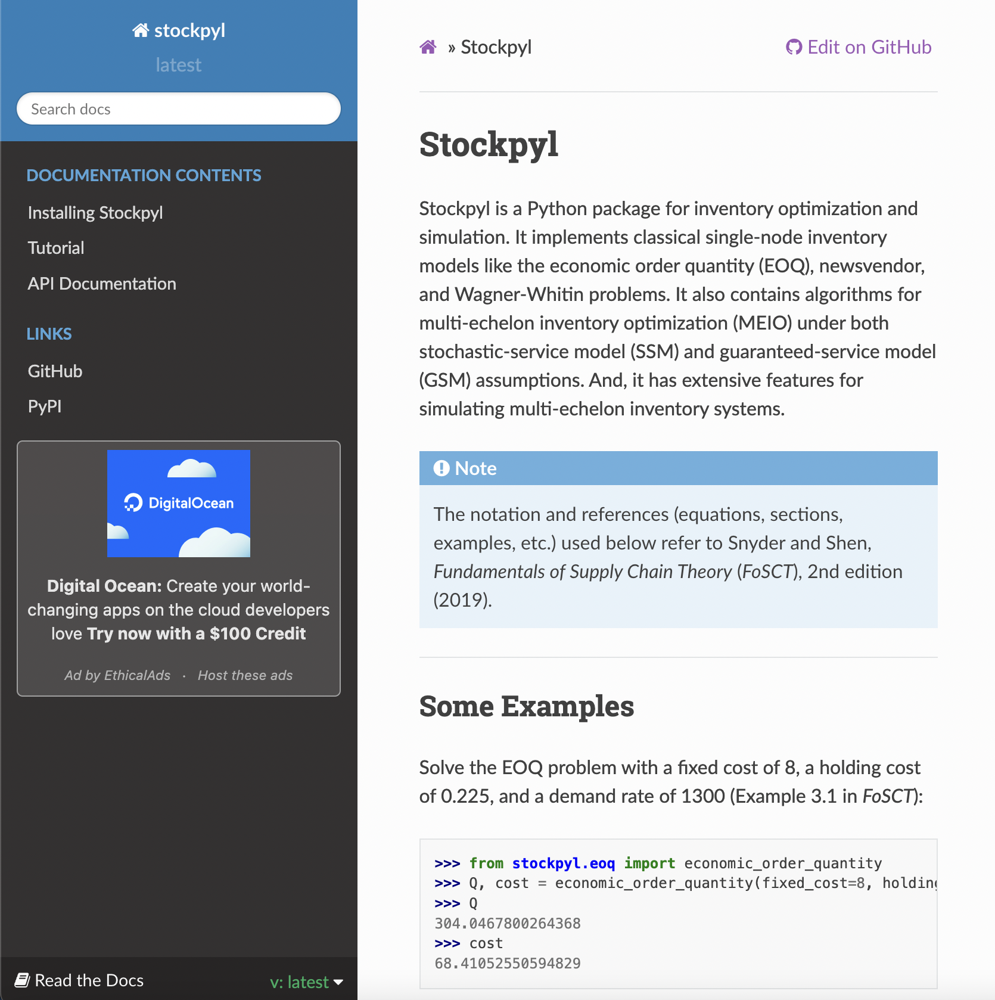 stockpyl
latest
Search docs
DOCUMENTATION CONTENTS
Installing Stockpyl
Tutorial
API Documentation
LINKS
GitHub
PyPI
DigitalOcean
Digital Ocean: Create your world-
changing apps on the cloud developers
love Try now with a $100 Credit
Ad by EthicalAds · Host these ads
Read the Docs
v: latest
» Stockpyl
Edit on GitHub
Stockpyl
Stockpyl is a Python package for inventory optimization and
simulation. It implements classical single-node inventory
models like the economic order quantity (EOQ), newsvendor,
and Wagner-Whitin problems. It also contains algorithms for
multi-echelon inventory optimization (MEIO) under both
stochastic-service model (SSM) and guaranteed-service model
(GSM) assumptions. And, it has extensive features for
simulating multi-echelon inventory systems.
Note
The notation and references (equations, sections,
examples, etc.) used below refer to Snyder and Shen,
Fundamentals of Supply Chain Theory (FoSCT), 2nd edition
(2019).
Some Examples
Solve the EOQ problem with a fixed cost of 8, a holding cost
of 0.225, and a demand rate of 1300 (Example 3.1 in FoSCT):
>>> from stockpyl.eoq import economic_order_quantity
>>> Q, cost = economic_order_quantity(fixed_cost=8, holding
>>> Q
304.0467800264368
>>> cost
68.41052550594829